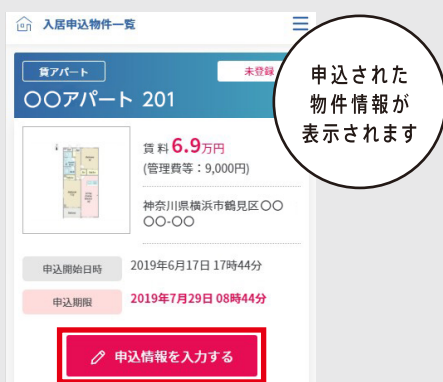 入居申込物件一覧
賃アパート
未登録
〇〇アパート 201
申込された
物件情報が
表示されます
賃料6.9万円
(管理費等：9,000円)
神奈川県横浜市鶴見区〇〇
〇〇-〇〇
申込開始日時
2019年6月17日 17時44分
申込期限
2019年7月29日 08時44分
申込情報を入力する